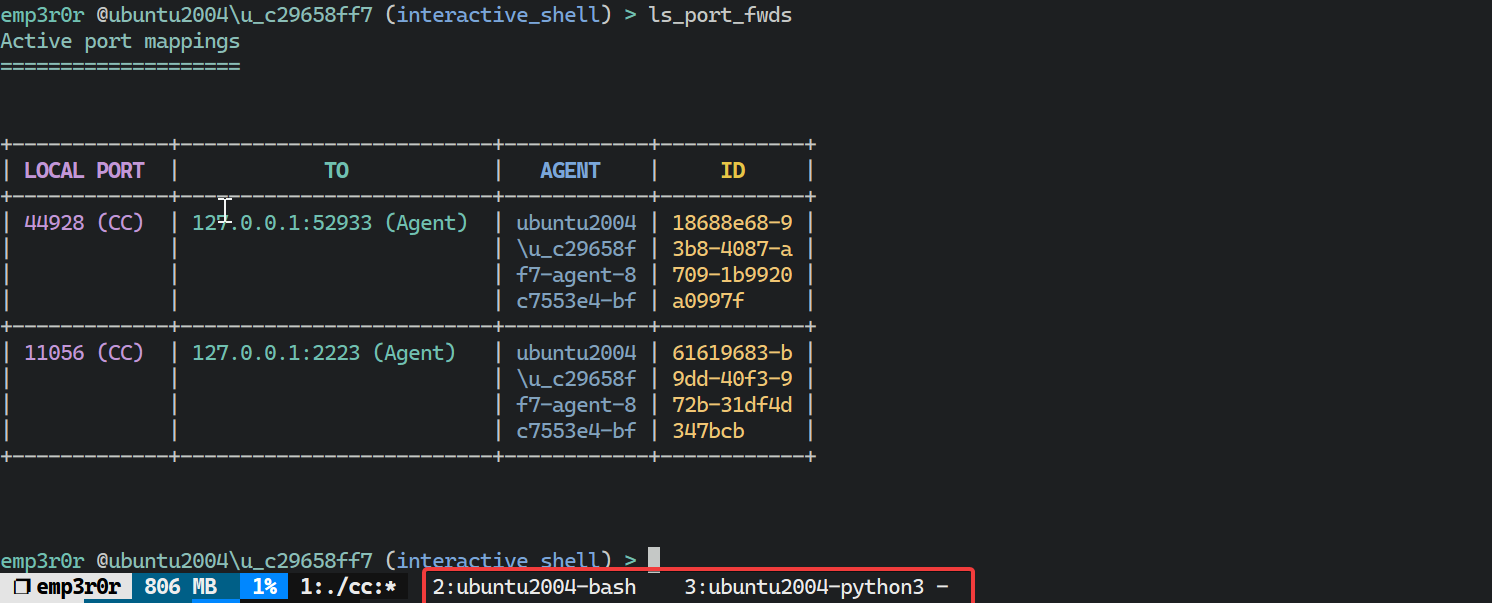 emp3r0r @ubuntu2004\u_c29658ff7 (interactive_shell) > ls_port_fwds
Active port mappings
====================
+-------------+--------------------------+------------+-----------+
| LOCAL PORT | TO | AGENT | ID |
+-------------+--------------------------+------------+-----------+
| 44928 (CC) | 127.0.0.1:52933 (Agent) | ubuntu2004 | 18688e68-9 |
| | | \u_c29658f | 3b8-4087-a |
| | | f7-agent-8 | 709-1b9920 |
| | | c7553e4-bf | a0997f |
+-------------+--------------------------+------------+-----------+
| 11056 (CC) | 127.0.0.1:2223 (Agent) | ubuntu2004 | 61619683-b |
| | | \u_c29658f | 9dd-40f3-9 |
| | | f7-agent-8 | 72b-31df4d |
| | | c7553e4-bf | 347bcb |
+-------------+--------------------------+------------+-----------+
emp3r0r @ubuntu2004\u_c29658ff7 (interactive_shell) >
❐ emp3r0r 806 MB 1% 1:./cc:* 2:ubuntu2004-bash 3:ubuntu2004-python3 -